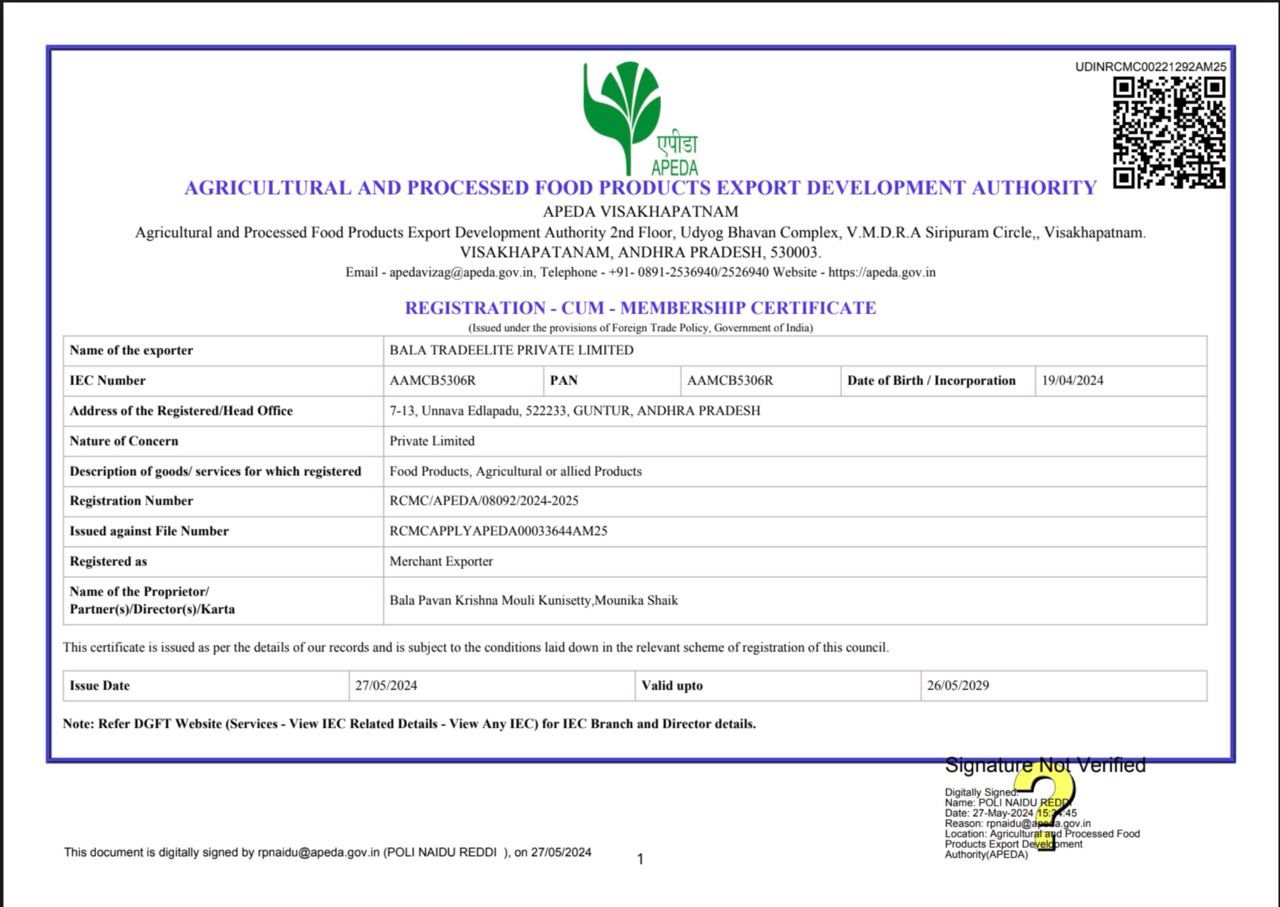 UDINRCMC00221292AM25
एपीडा
APEDA
AGRICULTURAL AND PROCESSED FOOD PRODUCTS EXPORT DEVELOPMENT AUTHORITY
APEDA VISAKHAPATNAM
Agricultural and Processed Food Products Export Development Authority 2nd Floor, Udyog Bhavan Complex, V.M.D.R.A Siripuram Circle,, Visakhapatnam.
VISAKHAPATANAM, ANDHRA PRADESH, 530003.
Email - apedavizag@apeda.gov.in, Telephone - +91- 0891-2536940/2526940 Website - https://apeda.gov.in
REGISTRATION - CUM - MEMBERSHIP CERTIFICATE
(Issued under the provisions of Foreign Trade Policy, Government of India)
Name of the exporter BALA TRADEELITE PRIVATE LIMITED
IEC Number AAMCB5306R PAN AAMCB5306R Date of Birth / Incorporation 19/04/2024
Address of the Registered/Head Office 7-13, Unnava Edlapadu, 522233, GUNTUR, ANDHRA PRADESH
Nature of Concern Private Limited
Description of goods/ services for which registered Food Products, Agricultural or allied Products
Registration Number RCMC/APEDA/08092/2024-2025
Issued against File Number RCMCAPPLYAPEDA00033644AM25
Registered as Merchant Exporter
Name of the Proprietor/
Partner(s)/Director(s)/Karta Bala Pavan Krishna Mouli Kunisetty,Mounika Shaik
This certificate is issued as per the details of our records and is subject to the conditions laid down in the relevant scheme of registration of this council.
Issue Date 27/05/2024 Valid upto 26/05/2029
Note: Refer DGFT Website (Services - View IEC Related Details - View Any IEC) for IEC Branch and Director details.
Signature Not Verified
Digitally Signed.
Name: POLI NAIDU REDDI
Date: 27-May-2024
Reason: rpnaidu@apeda.gov.in
Location: Agricultural and Processed Food
Products Export Development
Authority(APEDA)
This document is digitally signed by rpnaidu@apeda.gov.in (POLI NAIDU REDDI ), on 27/05/2024
1